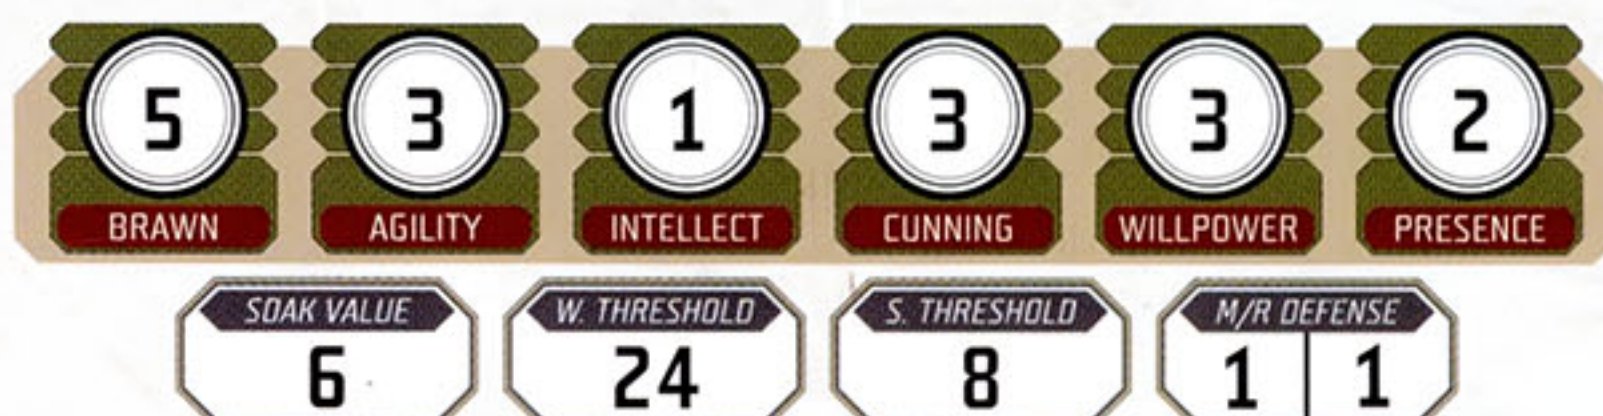 5 3 1 3 3 2
BRAWN AGILITY INTELLECT CUNNING WILLPOWER PRESENCE
SOAK VALUE W. THRESHOLD S. THRESHOLD M/R DEFENSE
6 24 8 1 1